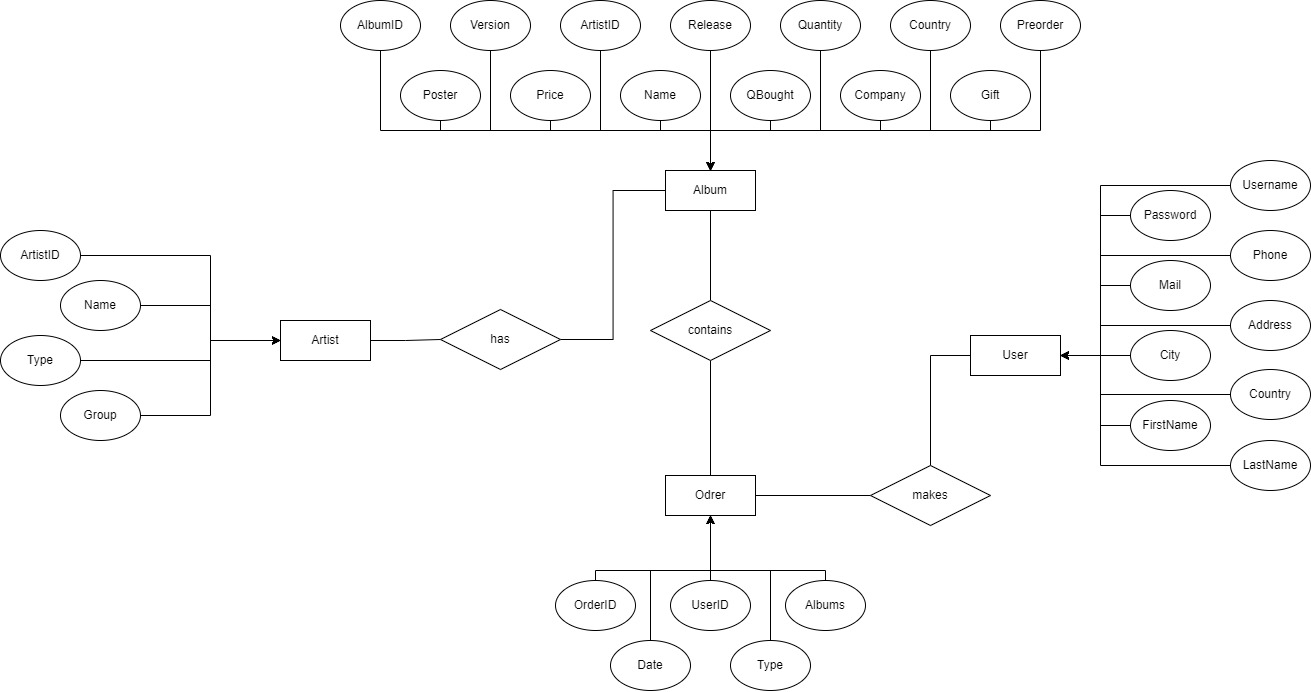 AlbumID
Version
ArtistID
Release
Quantity
Country
Preorder
Poster
Price
Name
QBought
Company
Gift
Album
Username
Password
ArtistID
Phone
Mail
Name
Address
Artist
has
contains
User
City
Type
Country
Group
FirstName
LastName
Odrer
makes
OrderID
UserID
Albums
Date
Type